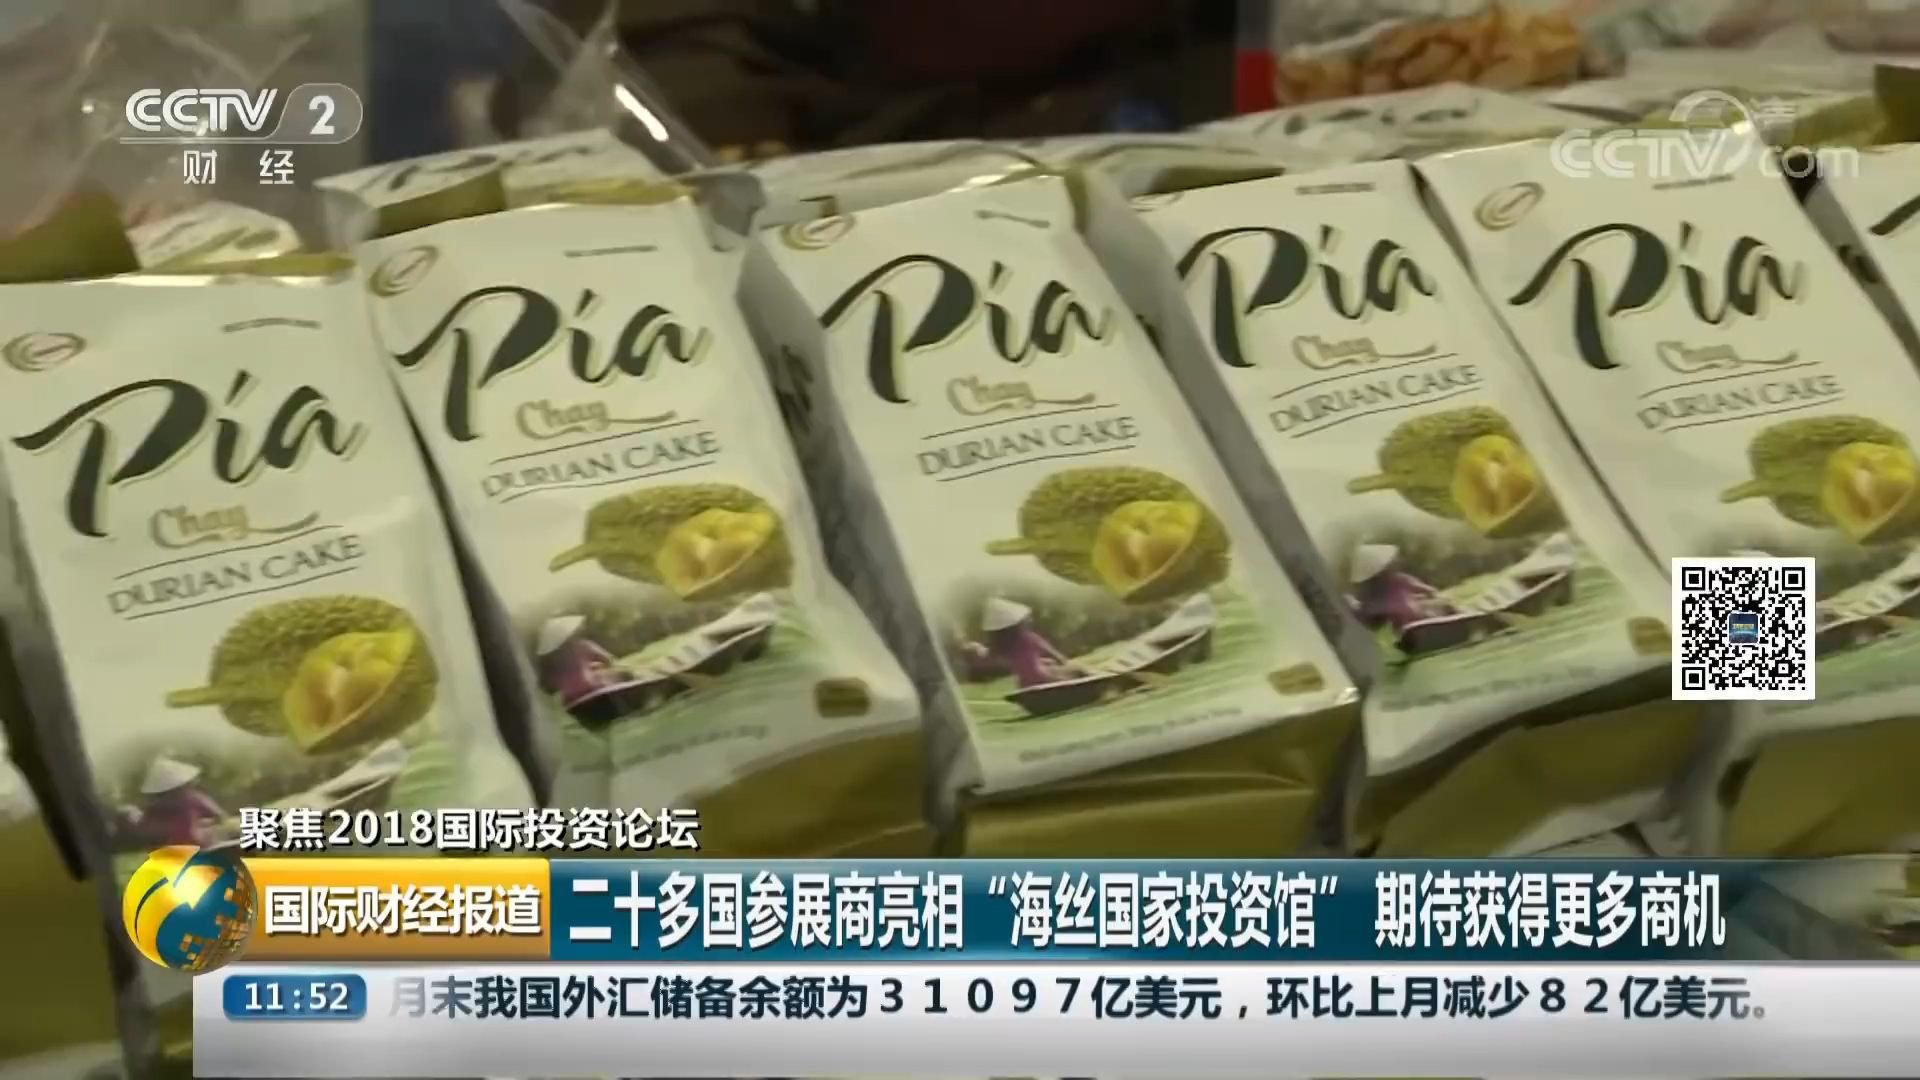 CCTV 2
财 经
CCTV com
Pía
Chay
DURIAN CAKE
Pía
Chay
DURIAN CAKE
Pía
Chay
DURIAN CAKE
Pía
Chay
DURIAN CAKE
Pía
Chay
DURIAN CAKE
聚焦2018国际投资论坛
国际财经报道
二十多国参展商亮相“海丝国家投资馆” 期待获得更多商机
11:52
月末我国外汇储备余额为31097亿美元，环比上月减少82亿美元。